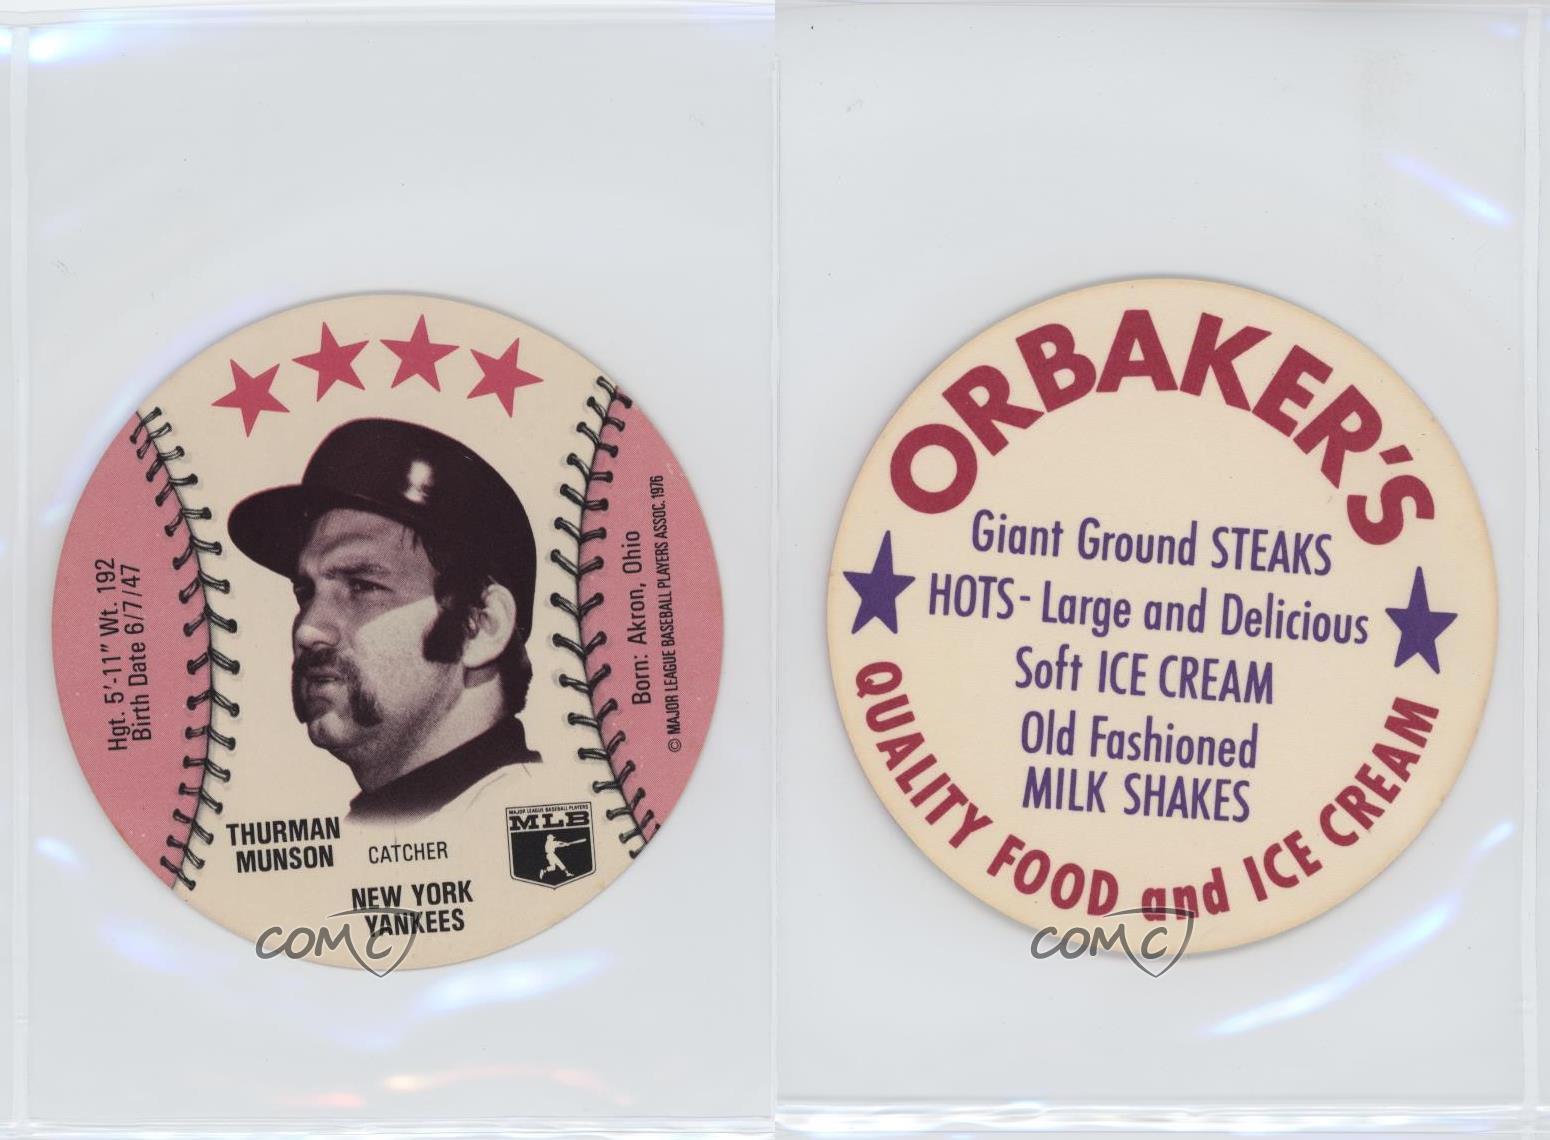 Hgt. 5'-11" Wt. 192
Birth Date 6/7/47
Born: Akron, Ohio
© MAJOR LEAGUE BASEBALL PLAYERS ASSOC. 1976
THURMAN
MUNSON
CATCHER
NEW YORK
YANKEES
MAJOR LEAGUE BASEBALL PLAYERS
MLB
COMC
ORBAKER'S
Giant Ground STEAKS
HOTS - Large and Delicious
Soft ICE CREAM
Old Fashioned
MILK SHAKES
QUALITY FOOD and ICE CREAM
COMC